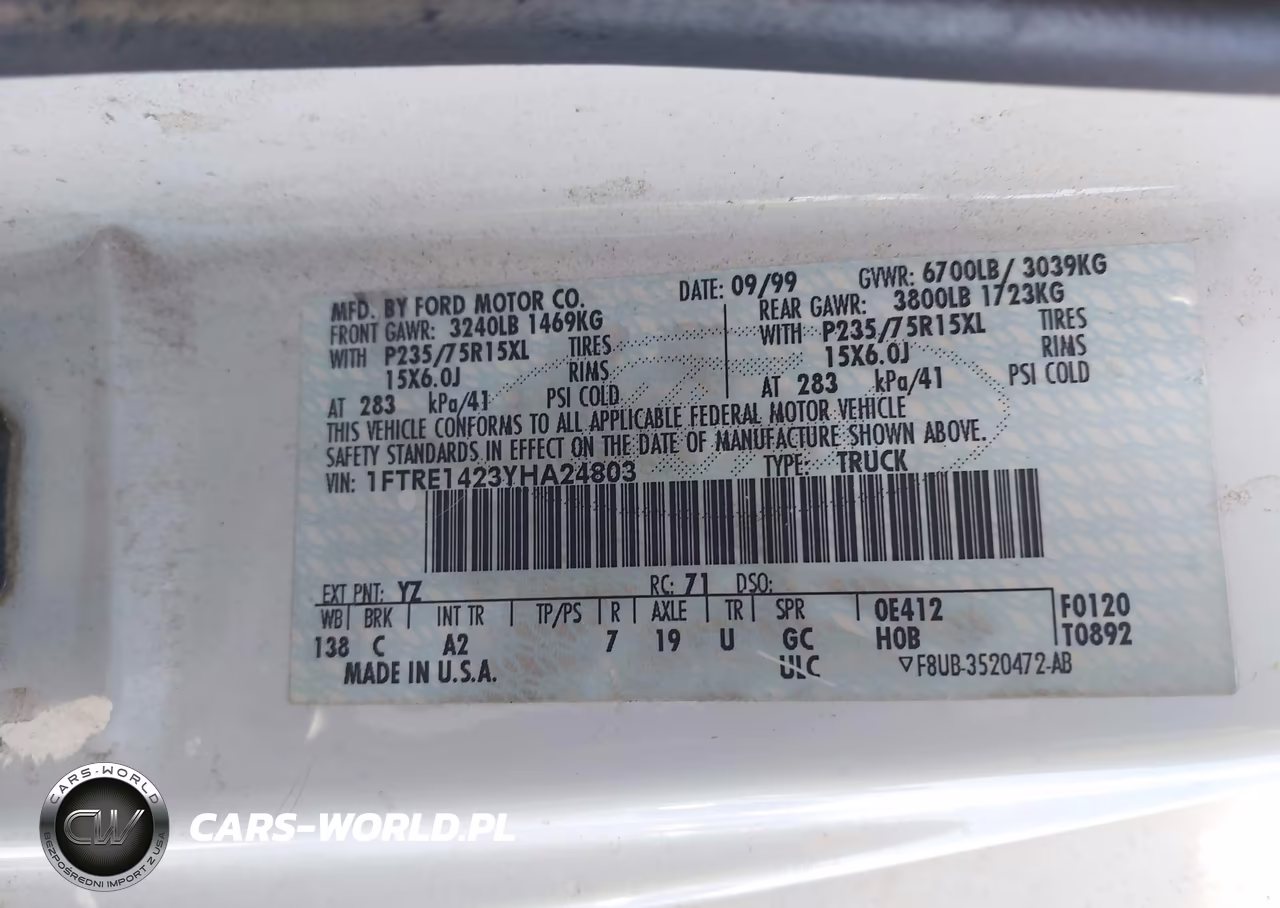 MFD. BY FORD MOTOR CO. DATE: 09/99 GVWR: 6700LB/ 3039KG
FRONT GAWR: 3240LB 1469KG REAR GAWR: 3800LB 1723KG
WITH P235/75R15XL TIRES WITH P235/75R15XL TIRES
15X6.0J RIMS 15X6.0J RIMS
AT 283 kPa/41 PSI COLD AT 283 kPa/41 PSI COLD
THIS VEHICLE CONFORMS TO ALL APPLICABLE FEDERAL MOTOR VEHICLE
SAFETY STANDARDS IN EFFECT ON THE DATE OF MANUFACTURE SHOWN ABOVE.
VIN: 1FTRE1423YHA24803 TYPE: TRUCK
EXT PNT: YZ RC: 71 DSO:
WB BRK INT TR TP/PS R AXLE TR SPR 0E412 F0120
138 C A2 7 19 U GC HOB T0892
MADE IN U.S.A. ULC F8UB-3520472-AB
CARS-WORLD
CW
BEZPOŚREDNI IMPORT Z USA
CARS-WORLD.PL